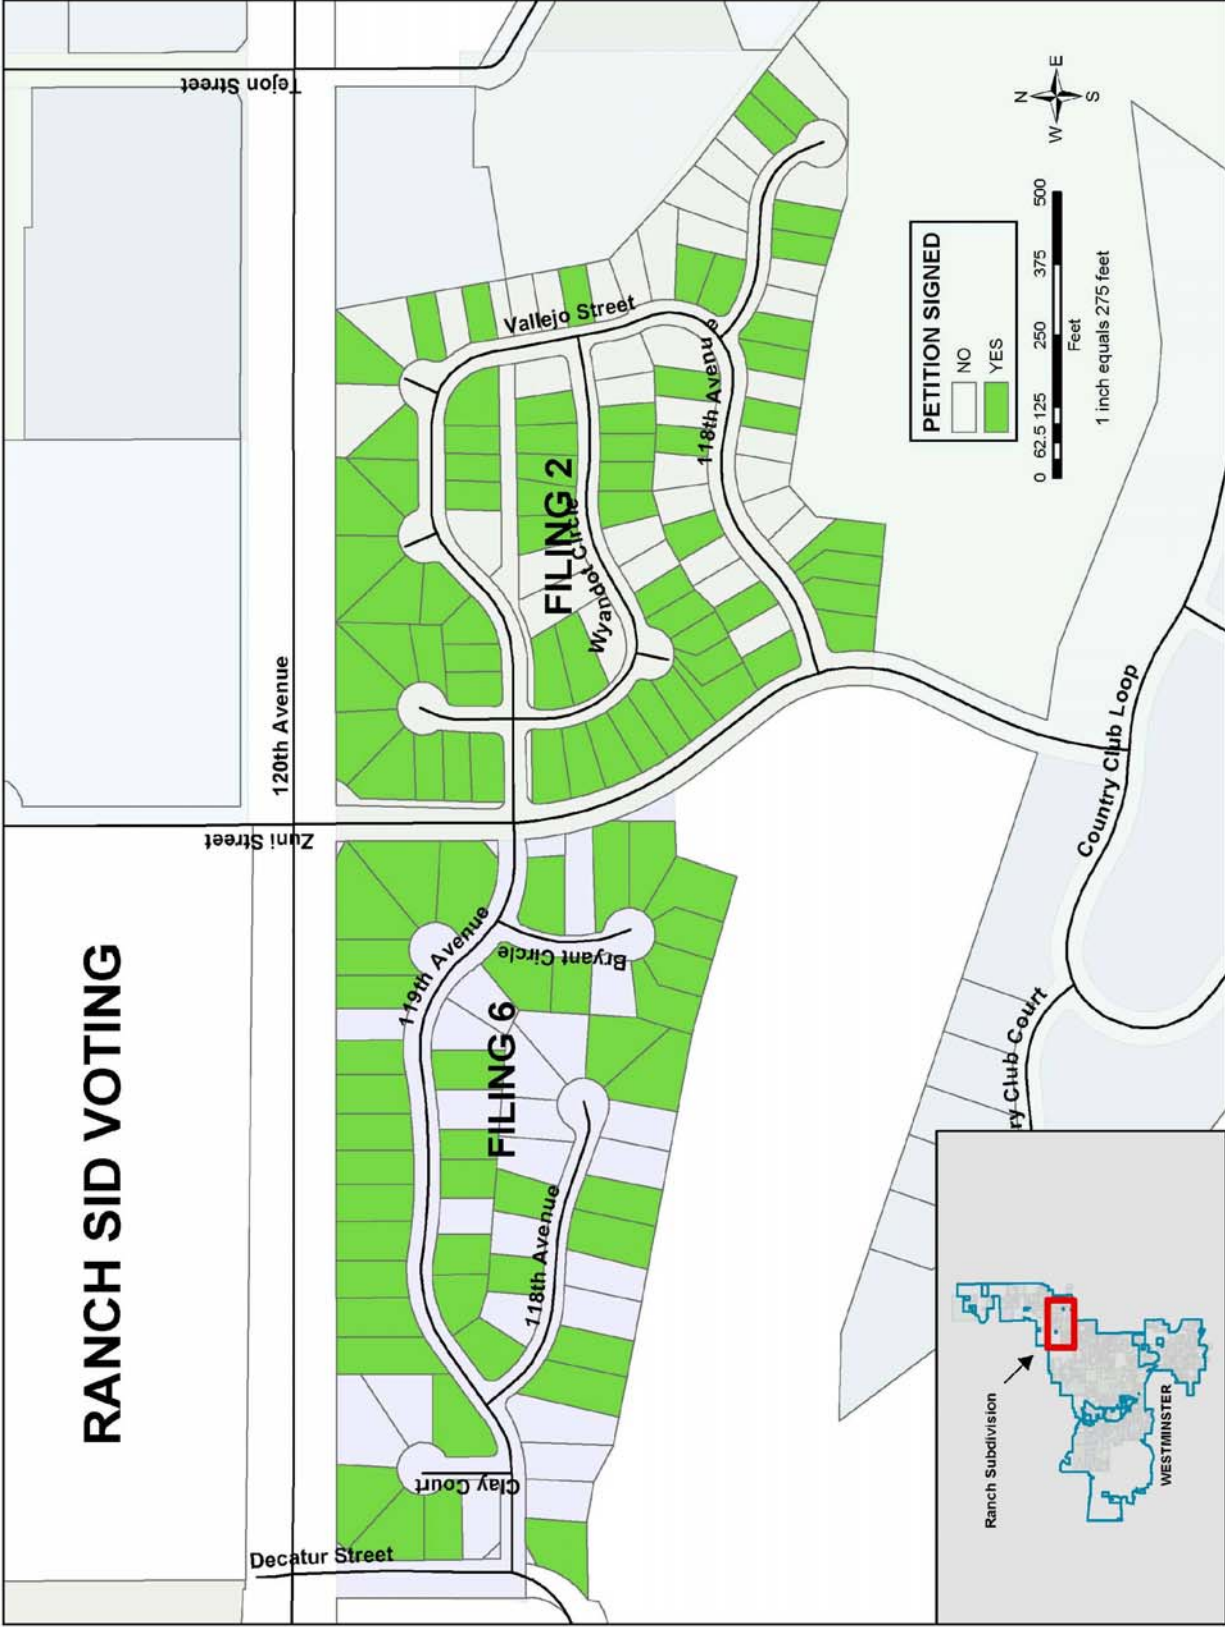 RANCH SID VOTING
Tejon Street
120th Avenue
Zuni Street
Decatur Street
Clay Court
119th Avenue
Bryant Circle
FILING 6
118th Avenue
FILING 2
Wyandot Circle
Vallejo Street
118th Avenue
Country Club Loop
ry Club Court
PETITION SIGNED
NO
YES
N
W E
S
0 62.5 125 250 375 500
Feet
1 inch equals 275 feet
Ranch Subdivision
WESTMINSTER